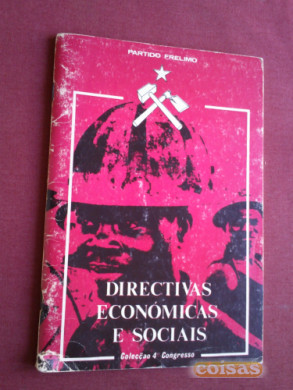 PARTIDO FRELIMO
DIRECTIVAS
ECONÓMICAS
E SOCIAIS
Colecção 4º Congresso
coisas